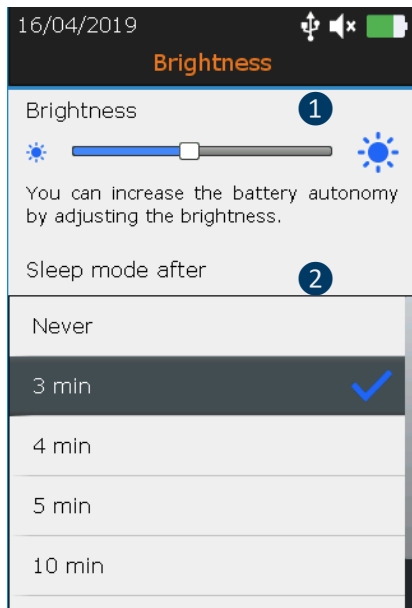 16/04/2019
Brightness
Brightness
1
You can increase the battery autonomy
by adjusting the brightness.
Sleep mode after
2
Never
3 min
4 min
5 min
10 min